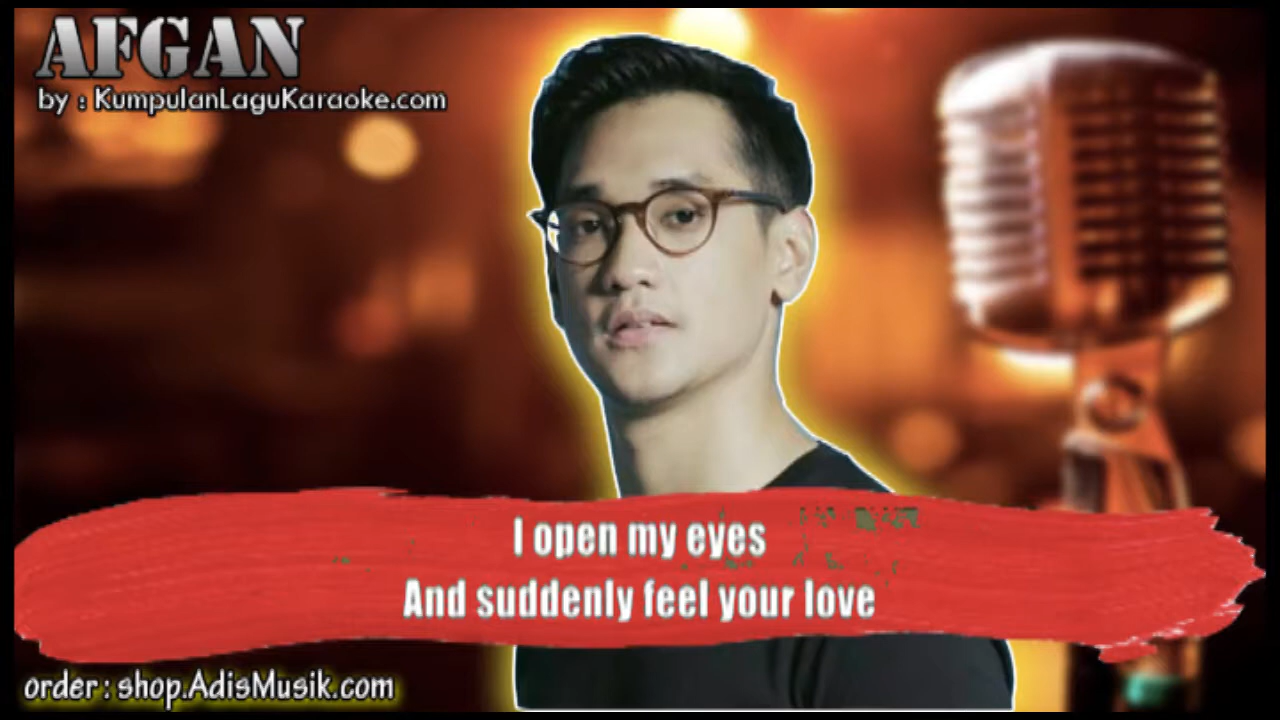 AFGAN
by : KumpulanLaguKaraoke.com
I open my eyes
And suddenly feel your love
order : shop.AdisMusik.com